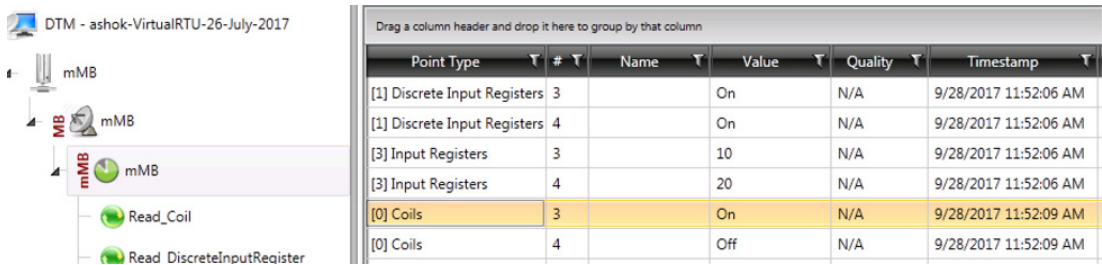 DTM - ashok-VirtualRTU-26-July-2017
mMB
MB mMB
mMB mMB
Read_Coil
Read_DiscreteInputRegister
Drag a column header and drop it here to group by that column
Point Type # Name Value Quality Timestamp
[1] Discrete Input Registers 3 On N/A 9/28/2017 11:52:06 AM
[1] Discrete Input Registers 4 On N/A 9/28/2017 11:52:06 AM
[3] Input Registers 3 10 N/A 9/28/2017 11:52:06 AM
[3] Input Registers 4 20 N/A 9/28/2017 11:52:06 AM
[0] Coils 3 On N/A 9/28/2017 11:52:09 AM
[0] Coils 4 Off N/A 9/28/2017 11:52:09 AM